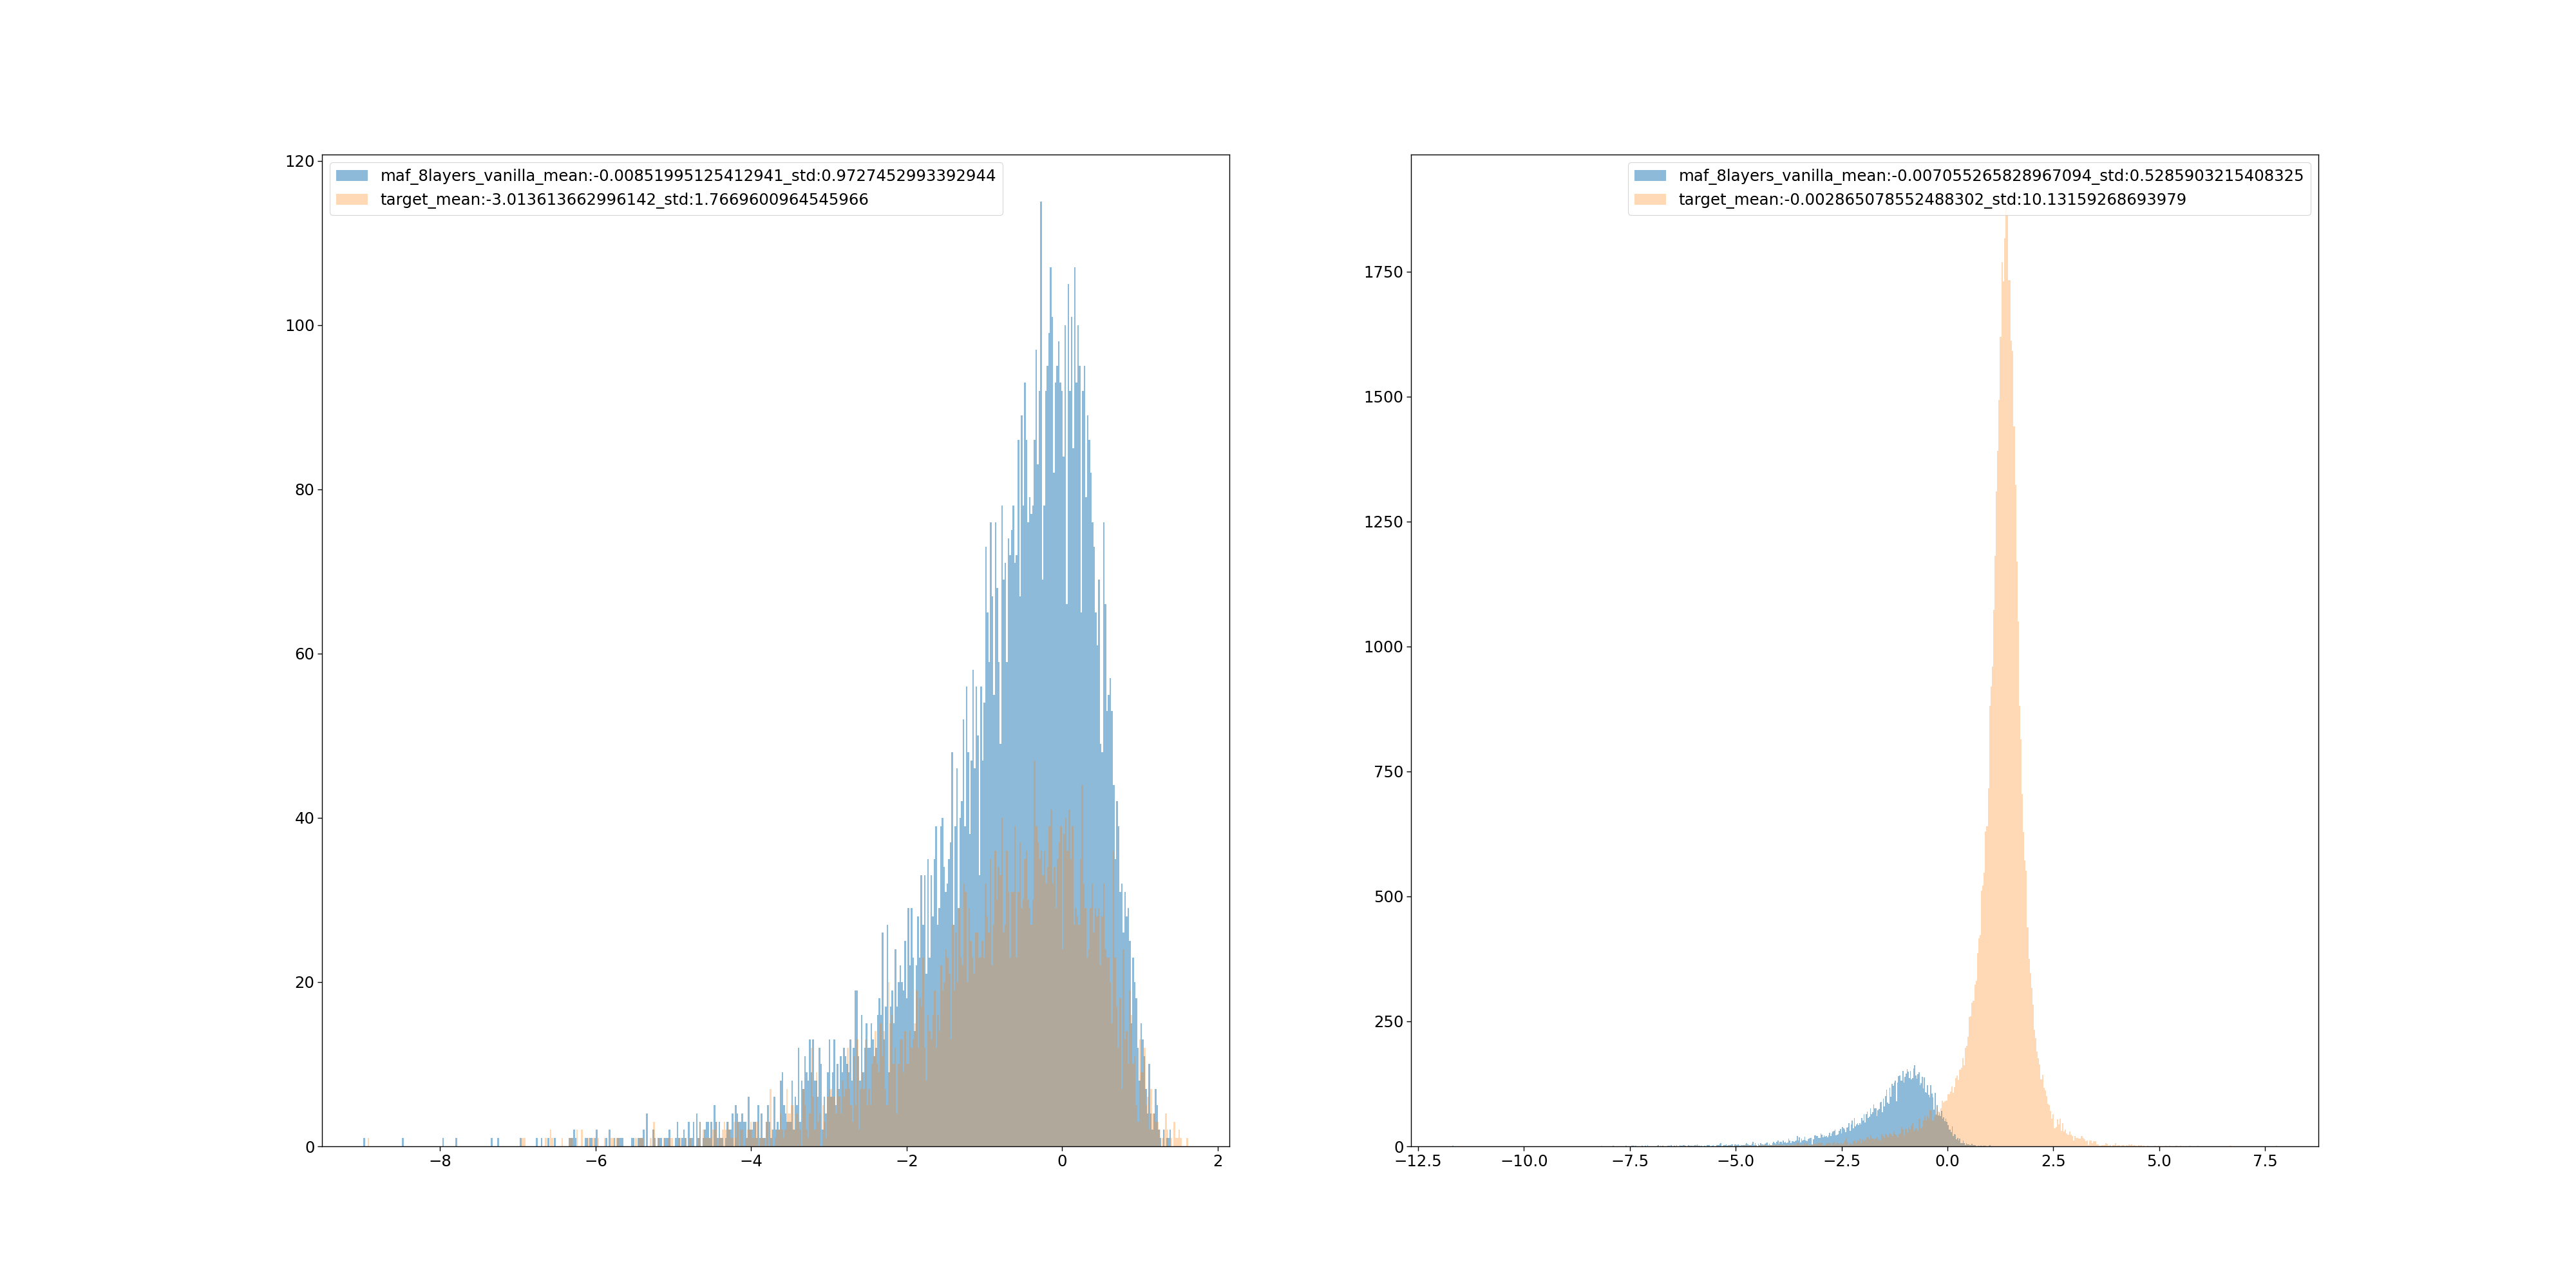 maf_8layers_vanilla_mean:-0.00851995125412941_std:0.9727452993392944
target_mean:-3.013613662996142_std:1.7669600964545966
120
100
80
60
40
20
0
−8 −6 −4 −2 0 2
maf_8layers_vanilla_mean:-0.007055265828967094_std:0.5285903215408325
target_mean:-0.002865078552488302_std:10.13159268693979
1750
1500
1250
1000
750
500
250
0
−12.5 −10.0 −7.5 −5.0 −2.5 0.0 2.5 5.0 7.5